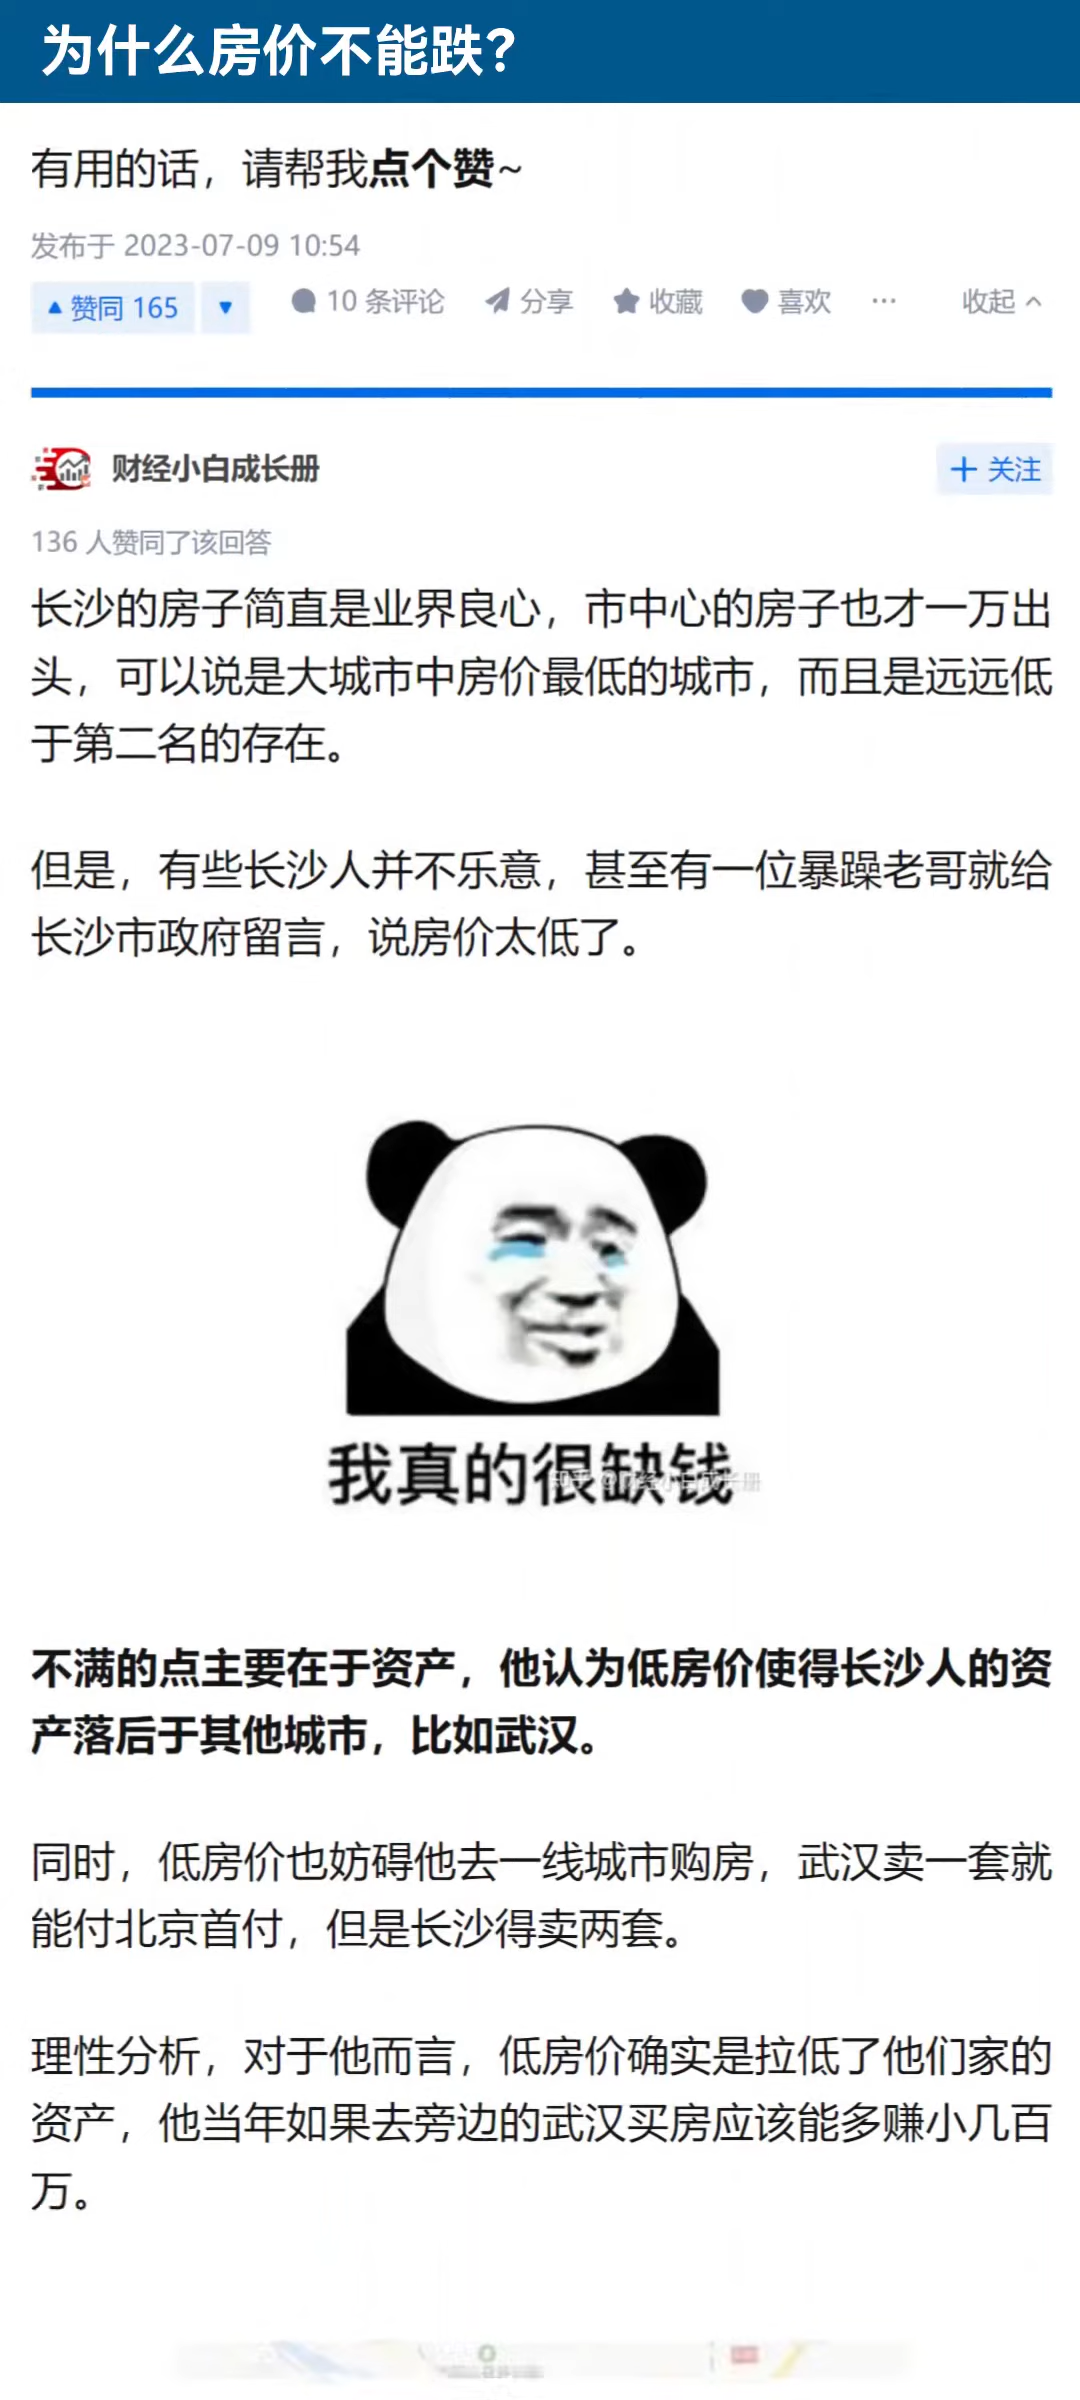 为什么房价不能跌？
有用的话，请帮我点个赞~
发布于 2023-07-09 10:54
▲ 赞同 165 ▼ 10 条评论 分享 收藏 喜欢 … 收起 ^
财经小白成长册 + 关注
136 人赞同了该回答
长沙的房子简直是业界良心，市中心的房子也才一万出
头，可以说是大城市中房价最低的城市，而且是远远低
于第二名的存在。
但是，有些长沙人并不乐意，甚至有一位暴躁老哥就给
长沙市政府留言，说房价太低了。
我真的很缺钱
知乎 @财经小白成长册
不满的点主要在于资产，他认为低房价使得长沙人的资
产落后于其他城市，比如武汉。
同时，低房价也妨碍他去一线城市购房，武汉卖一套就
能付北京首付，但是长沙得卖两套。
理性分析，对于他而言，低房价确实是拉低了他们家的
资产，他当年如果去旁边的武汉买房应该能多赚小几百
万。